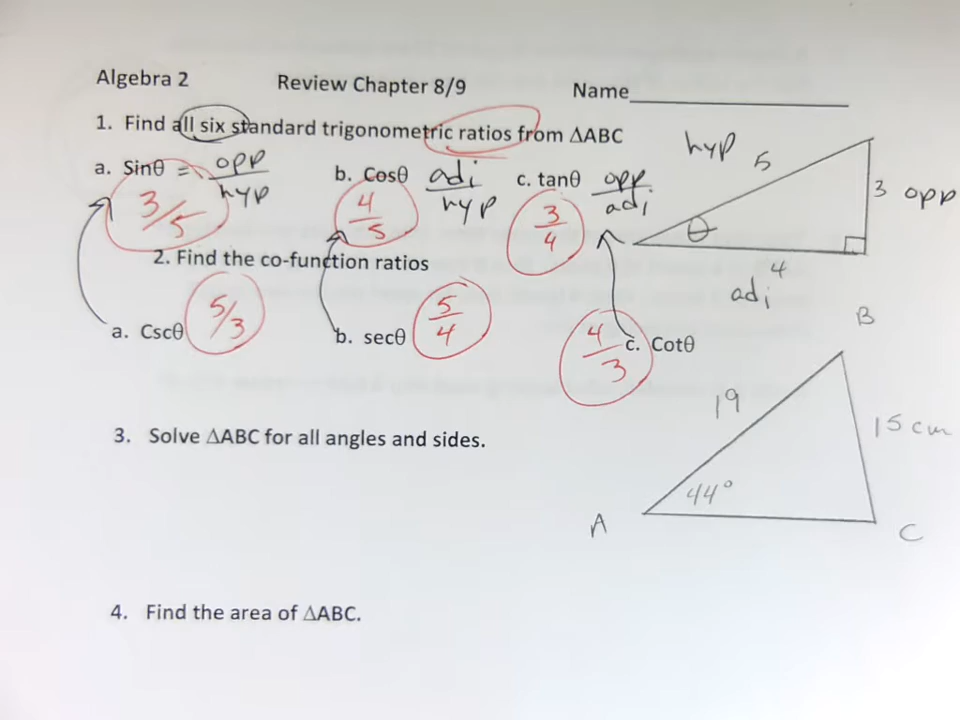 Algebra 2 Review Chapter 8/9 Name
1. Find all six standard trigonometric ratios from ΔABC
hyp 5
a. Sinθ = opp/hyp b. Cosθ adj/hyp c. tanθ opp/adj
3 opp
3/5 4/5 3/4
θ
4
adj
2. Find the co-function ratios
a. Cscθ 5/3 b. secθ 5/4 4/3 c. Cotθ
B
19
15 cm
3. Solve ΔABC for all angles and sides.
44°
A C
4. Find the area of ΔABC.